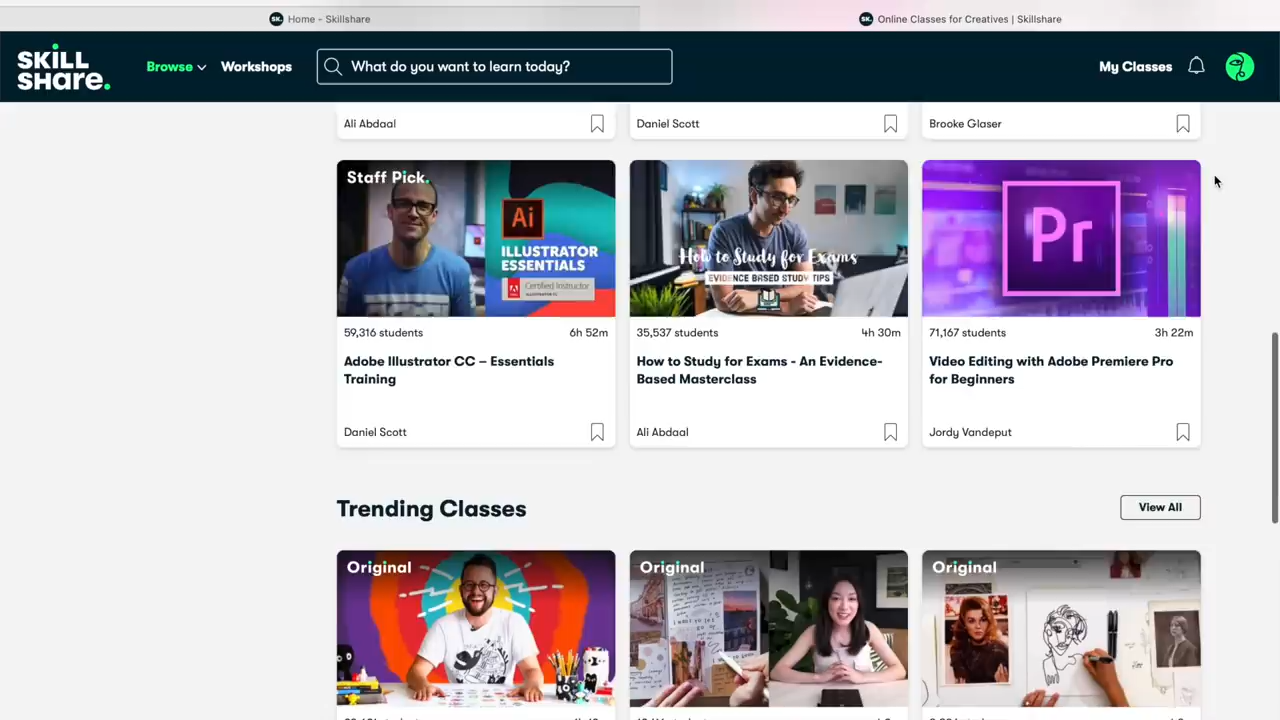 Home - Skillshare
Online Classes for Creatives | Skillshare
SKILL
SHARE.
Browse
Workshops
What do you want to learn today?
My Classes
Ali Abdaal
Daniel Scott
Brooke Glaser
Staff Pick.
Ai
ILLUSTRATOR
ESSENTIALS
Certified Instructor
How to Study for Exams
EVIDENCE BASED STUDY TIPS
Pr
59,316 students
6h 52m
35,537 students
4h 30m
71,167 students
3h 22m
Adobe Illustrator CC – Essentials
Training
How to Study for Exams - An Evidence-
Based Masterclass
Video Editing with Adobe Premiere Pro
for Beginners
Daniel Scott
Ali Abdaal
Jordy Vandeput
Trending Classes
View All
Original
Original
Original